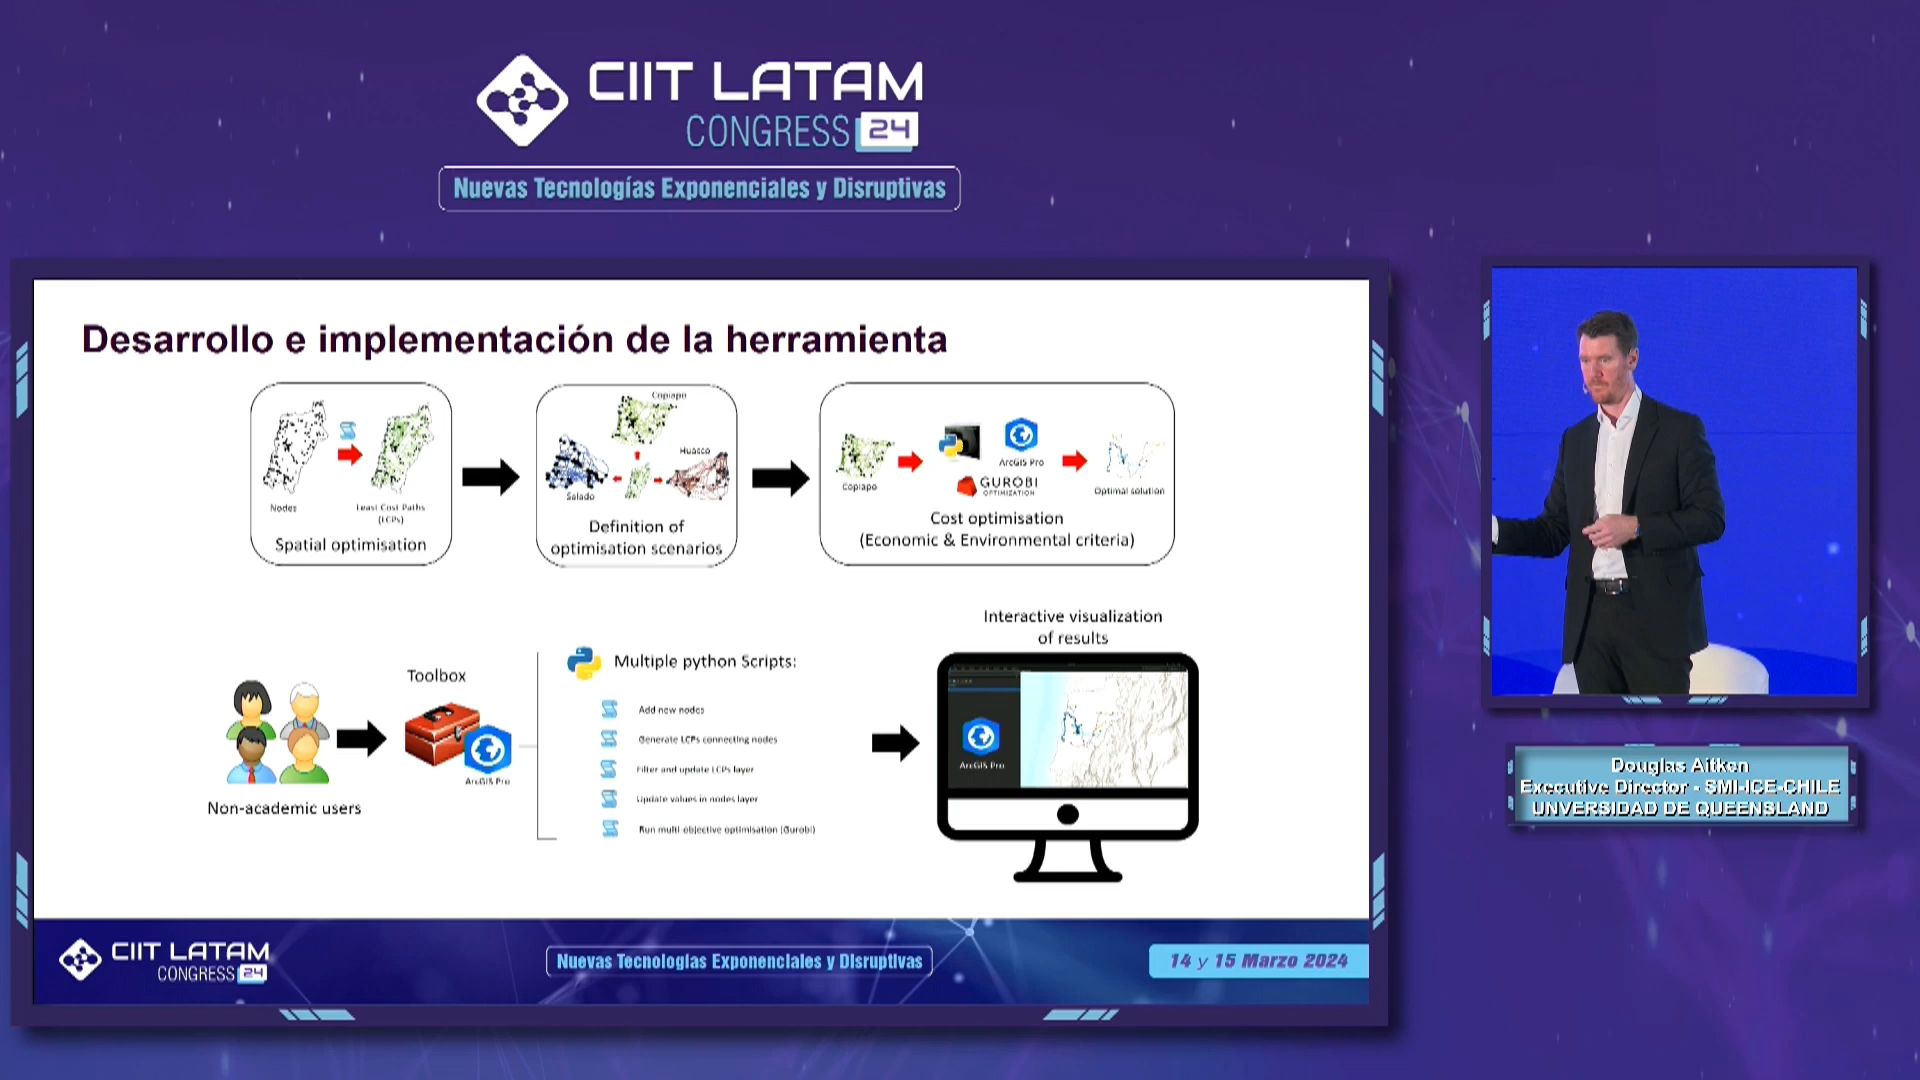 CIIT LATAM
CONGRESS 24
Nuevas Tecnologías Exponenciales y Disruptivas
Desarrollo e implementación de la herramienta
Nodes
Least Cost Paths
(LCPs)
Spatial optimisation
Copiapo
Salado
Huasco
Definition of
optimisation scenarios
Copiapo
ArcGIS Pro
GUROBI
OPTIMIZATION
Optimal solution
Cost optimisation
(Economic & Environmental criteria)
Non-academic users
Toolbox
ArcGIS Pro
Multiple python Scripts:
Add new nodes
Generate LCPs connecting nodes
Filter and update LCPs layer
Update values in nodes layer
Run multi objective optimisation (Gurobi)
Interactive visualization
of results
ArcGIS Pro
CIIT LATAM
CONGRESS 24
Nuevas Tecnologías Exponenciales y Disruptivas
14 y 15 Marzo 2024
Douglas Aitken
Executive Director - SMI-ICE-CHILE
UNVERSIDAD DE QUEENSLAND